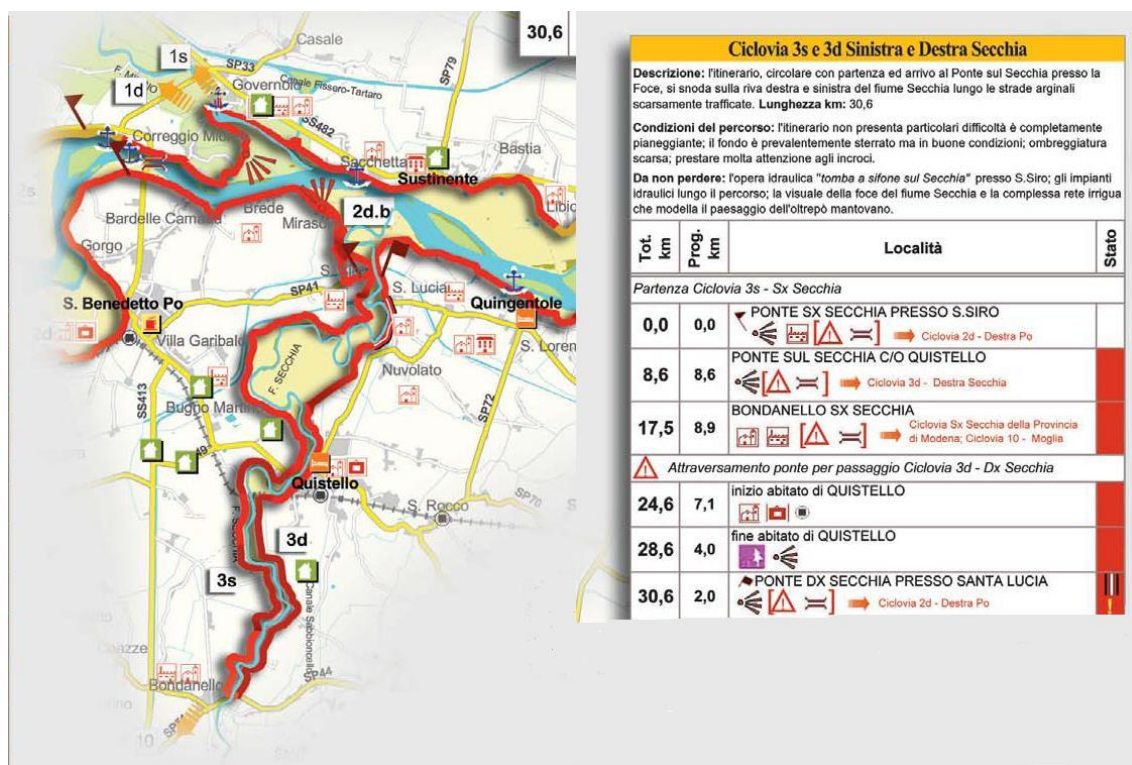 30,6
Casale
1s
SP33
SP79
Governolo
Canale Fissero-Tartaro
1d
SS482
Correggio
Sacchetta
Bastia
Sustinente
Brede
2d.b
Bardelle
Gorgo
SP41
S. Lucia
S. Benedetto Po
Quingentole
Villa Garibaldi
F. SECCHIA
Nuvolato
SS413
SP72
49
Quistello
S. Rocco
SP70
3d
3s
Canale Sabbioncello
SP44
Bondanello
10
Ciclovia 3s e 3d Sinistra e Destra Secchia
Descrizione: l'itinerario, circolare con partenza ed arrivo al Ponte sul Secchia presso la
Foce, si snoda sulla riva destra e sinistra del fiume Secchia lungo le strade arginali
scarsamente trafficate. Lunghezza km: 30,6
Condizioni del percorso: l'itinerario non presenta particolari difficoltà è completamente
pianeggiante; il fondo è prevalentemente sterrato ma in buone condizioni; ombreggiatura
scarsa; prestare molta attenzione agli incroci.
Da non perdere: l'opera idraulica "tomba a sifone sul Secchia" presso S.Siro; gli impianti
idraulici lungo il percorso; la visuale della foce del fiume Secchia e la complessa rete irrigua
che modella il paesaggio dell'oltrepò mantovano.
Tot. km Prog. km Località Stato
Partenza Ciclovia 3s - Sx Secchia
0,0 0,0 PONTE SX SECCHIA PRESSO S.SIRO
Ciclovia 2d - Destra Po
8,6 8,6 PONTE SUL SECCHIA C/O QUISTELLO
Ciclovia 3d - Destra Secchia
17,5 8,9 BONDANELLO SX SECCHIA
Ciclovia Sx Secchia della Provincia
di Modena; Ciclovia 10 - Moglia
Attraversamento ponte per passaggio Ciclovia 3d - Dx Secchia
24,6 7,1 inizio abitato di QUISTELLO
28,6 4,0 fine abitato di QUISTELLO
30,6 2,0 PONTE DX SECCHIA PRESSO SANTA LUCIA
Ciclovia 2d - Destra Po